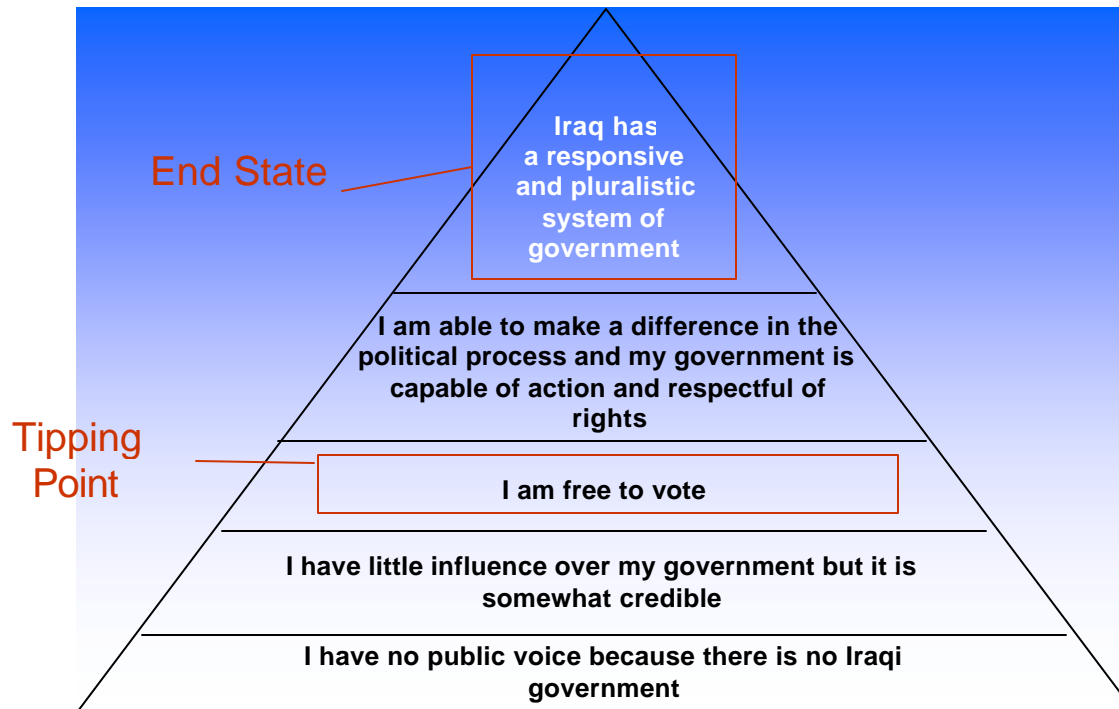 Iraq has
a responsive
and pluralistic
system of
government
End State
I am able to make a difference in the
political process and my government is
capable of action and respectful of
rights
Tipping
Point
I am free to vote
I have little influence over my government but it is
somewhat credible
I have no public voice because there is no Iraqi
government